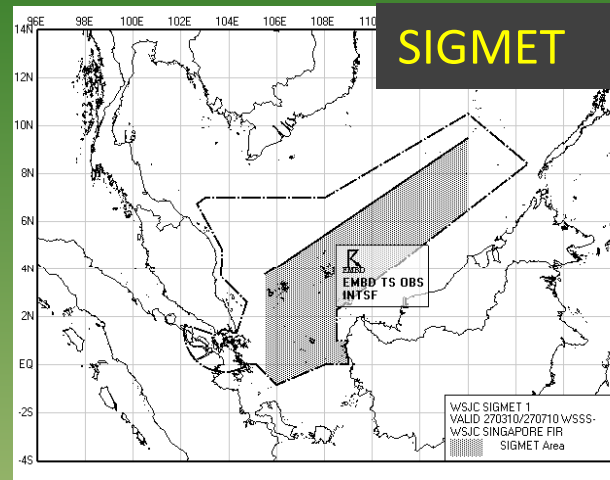 SIGMET
96E 98E 100E 102E 104E 106E 108E 110
14N
12N
10N
8N
6N
4N
2N
EQ
-2S
-4S
EMBD
EMBD TS OBS
INTSF
WSJC SIGMET 1
VALID 270310/270710 WSSS-
WSJC SINGAPORE FIR
SIGMET Area